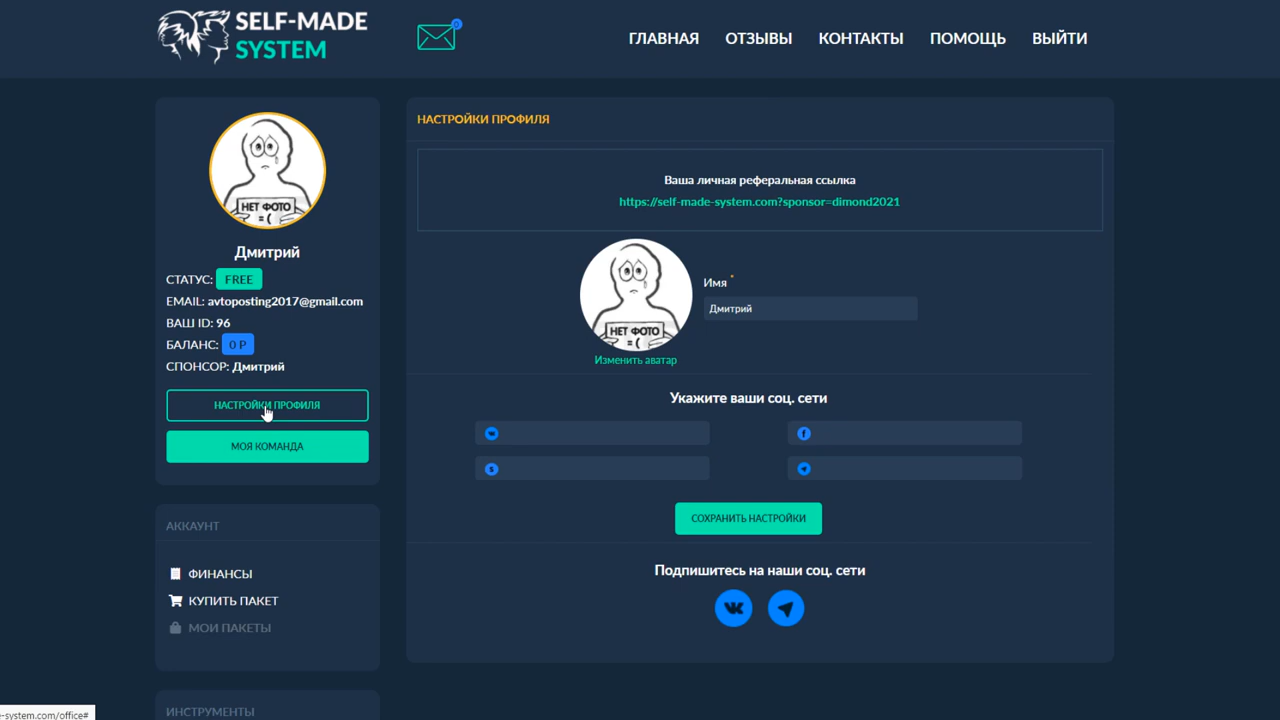 SELF-MADE
SYSTEM
0
ГЛАВНАЯ
ОТЗЫВЫ
КОНТАКТЫ
ПОМОЩЬ
ВЫЙТИ
НЕТ ФОТО
= (
Дмитрий
СТАТУС: FREE
EMAIL: avtoposting2017@gmail.com
ВАШ ID: 96
БАЛАНС: 0 Р
СПОНСОР: Дмитрий
НАСТРОЙКИ ПРОФИЛЯ
МОЯ КОМАНДА
АККАУНТ
ФИНАНСЫ
КУПИТЬ ПАКЕТ
МОИ ПАКЕТЫ
ИНСТРУМЕНТЫ
НАСТРОЙКИ ПРОФИЛЯ
Ваша личная реферальная ссылка
https://self-made-system.com?sponsor=dimond2021
НЕТ ФОТО
= (
Изменить аватар
Имя *
Дмитрий
Укажите ваши соц. сети
СОХРАНИТЬ НАСТРОЙКИ
Подпишитесь на наши соц. сети
e-system.com/office#